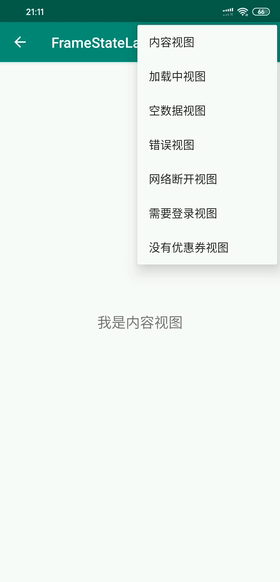 21:11
66
FrameStateLa
内容视图
加载中视图
空数据视图
错误视图
网络断开视图
需要登录视图
没有优惠券视图
我是内容视图